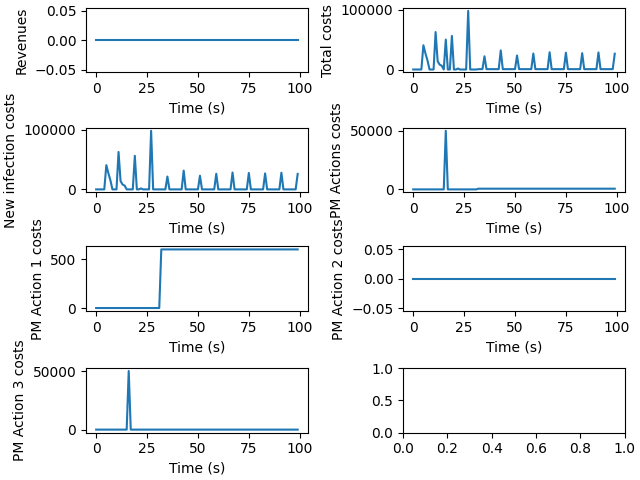 Revenues
0.05
0.00
−0.05
0 25 50 75 100
Time (s)
Total costs
100000
0
0 25 50 75 100
Time (s)
New infection costs
100000
0
0 25 50 75 100
Time (s)
PM Actions costs
50000
0
0 25 50 75 100
Time (s)
PM Action 1 costs
500
0
0 25 50 75 100
Time (s)
PM Action 2 costs
0.05
0.00
−0.05
0 25 50 75 100
Time (s)
PM Action 3 costs
50000
0
0 25 50 75 100
Time (s)
1.0
0.5
0.0
0.0 0.2 0.4 0.6 0.8 1.0